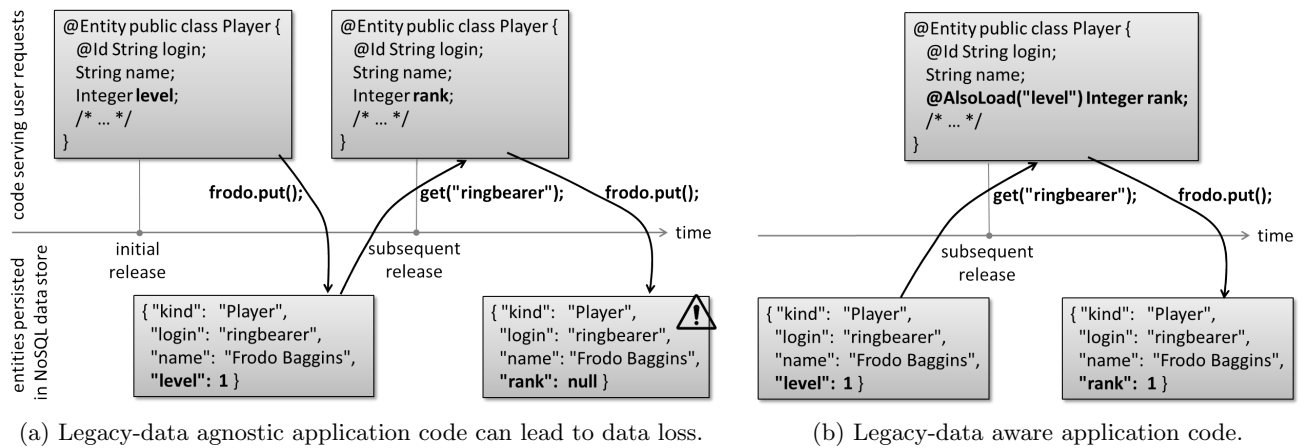 code serving user requests
@Entity public class Player {
@Id String login;
String name;
Integer level;
/* ... */
}
@Entity public class Player {
@Id String login;
String name;
Integer rank;
/* ... */
}
frodo.put();
get("ringbearer");
frodo.put();
time
initial
release
subsequent
release
entities persisted
in NoSQL data store
{ "kind": "Player",
"login": "ringbearer",
"name": "Frodo Baggins",
"level": 1 }
{ "kind": "Player",
"login": "ringbearer",
"name": "Frodo Baggins",
"rank": null }
!
(a) Legacy-data agnostic application code can lead to data loss.
@Entity public class Player {
@Id String login;
String name;
@AlsoLoad("level") Integer rank;
/* ... */
}
get("ringbearer");
frodo.put();
time
subsequent
release
{ "kind": "Player",
"login": "ringbearer",
"name": "Frodo Baggins",
"level": 1 }
{ "kind": "Player",
"login": "ringbearer",
"name": "Frodo Baggins",
"rank": 1 }
(b) Legacy-data aware application code.